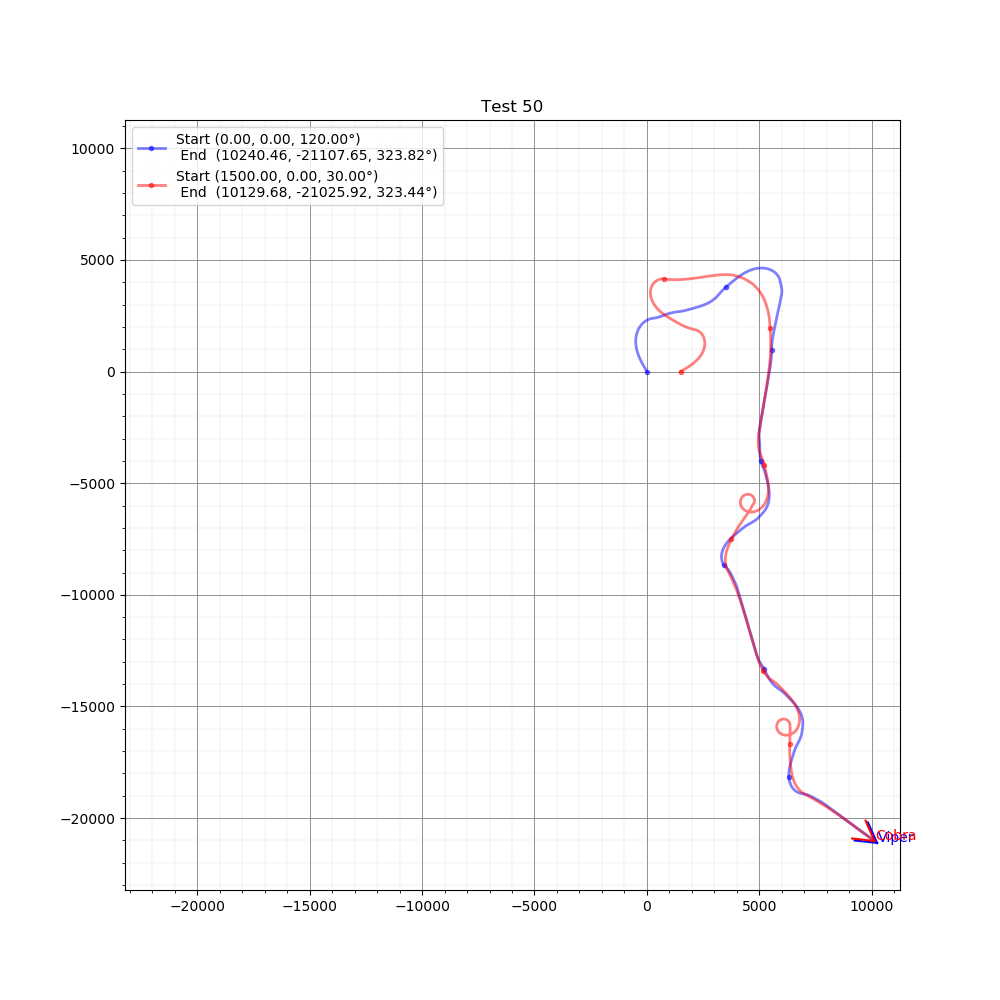 Test 50
Start (0.00, 0.00, 120.00°)
End (10240.46, -21107.65, 323.82°)
Start (1500.00, 0.00, 30.00°)
End (10129.68, -21025.92, 323.44°)
10000
5000
0
−5000
−10000
−15000
−20000
Cobra
Viper
−20000 −15000 −10000 −5000 0 5000 10000